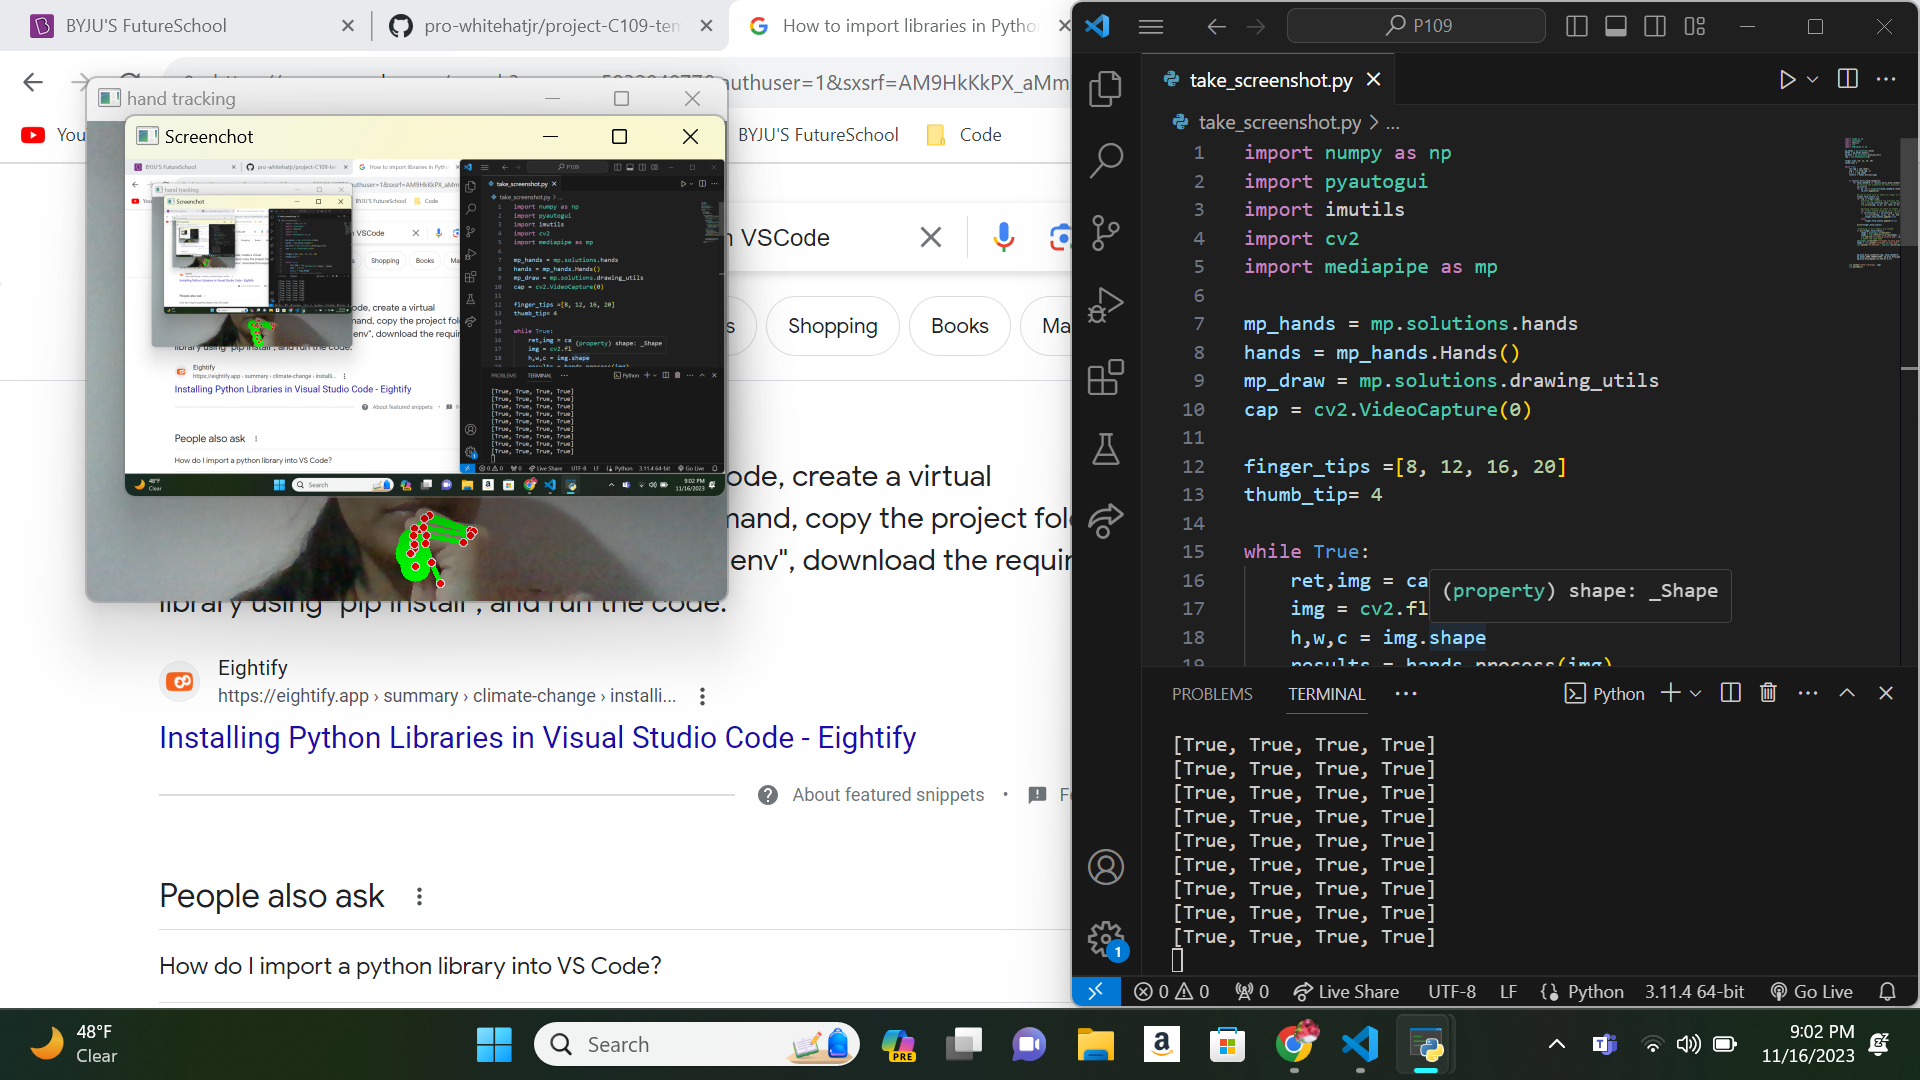 BYJU'S FutureSchool
pro-whitehatjr/project-C109-tem
How to import libraries in Pytho
P109
uthuser=1&sxsrf=AM9HkKkPX_aMm
You
BYJU'S FutureSchool
Code
hand tracking
Screenchot
VSCode
Shopping
Books
Ma
ode, create a virtual
mand, copy the project fol
env", download the requir
library using "pip install", and run the code.
Eightify
https://eightify.app › summary › climate-change › installi...
Installing Python Libraries in Visual Studio Code - Eightify
About featured snippets
People also ask
How do I import a python library into VS Code?
take_screenshot.py
take_screenshot.py > ...
1 import numpy as np
2 import pyautogui
3 import imutils
4 import cv2
5 import mediapipe as mp
6
7 mp_hands = mp.solutions.hands
8 hands = mp_hands.Hands()
9 mp_draw = mp.solutions.drawing_utils
10 cap = cv2.VideoCapture(0)
11
12 finger_tips =[8, 12, 16, 20]
13 thumb_tip= 4
14
15 while True:
16 ret,img = ca
(property) shape: _Shape
17 img = cv2.fl
18 h,w,c = img.shape
19 results = hands.process(img)
PROBLEMS
TERMINAL
Python
[True, True, True, True]
[True, True, True, True]
[True, True, True, True]
[True, True, True, True]
[True, True, True, True]
[True, True, True, True]
[True, True, True, True]
[True, True, True, True]
[True, True, True, True]
0 0 0 Live Share UTF-8 LF Python 3.11.4 64-bit Go Live
48°F
Clear
Search
PRE
9:02 PM
11/16/2023